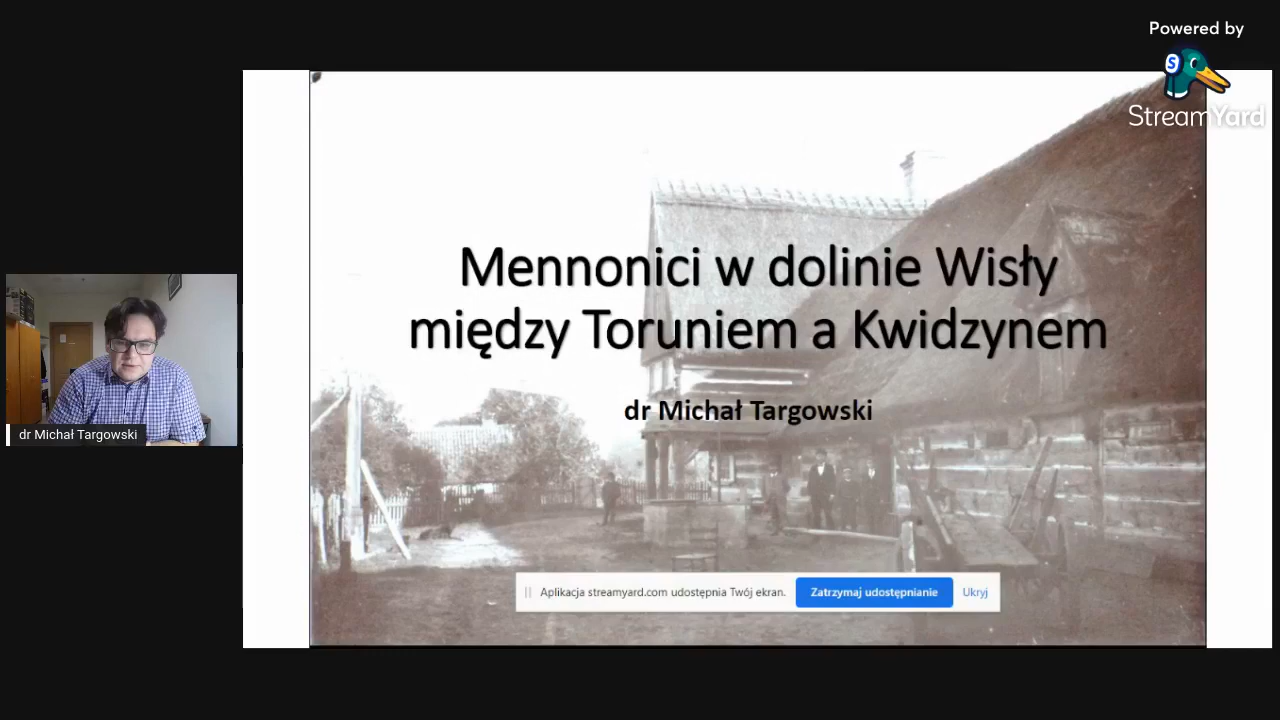 Powered by
S
StreamYard
Mennonici w dolinie Wisły
między Toruniem a Kwidzynem
dr Michał Targowski
dr Michał Targowski
Aplikacja streamyard.com udostępnia Twój ekran.
Zatrzymaj udostępnianie
Ukryj